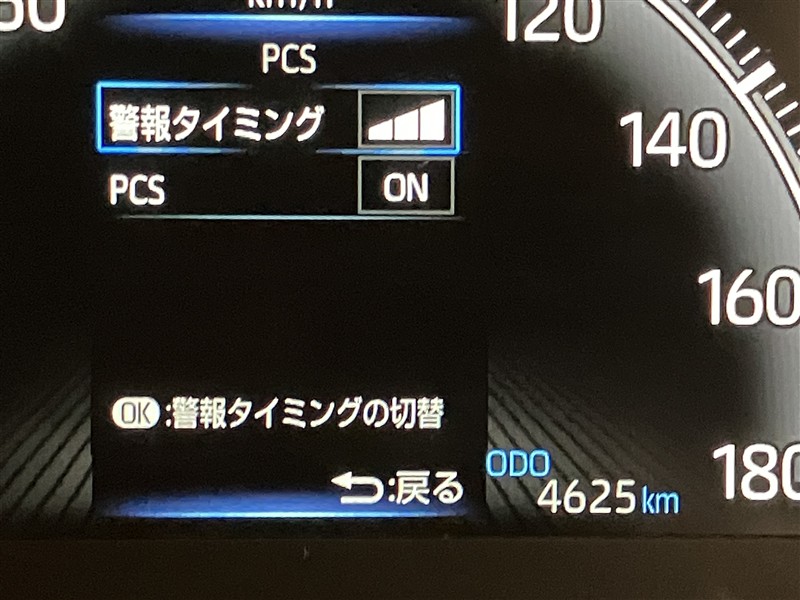 km/h
120
PCS
警報タイミング
140
PCS ON
160
OK:警報タイミングの切替
ODO
:戻る
4625km
180